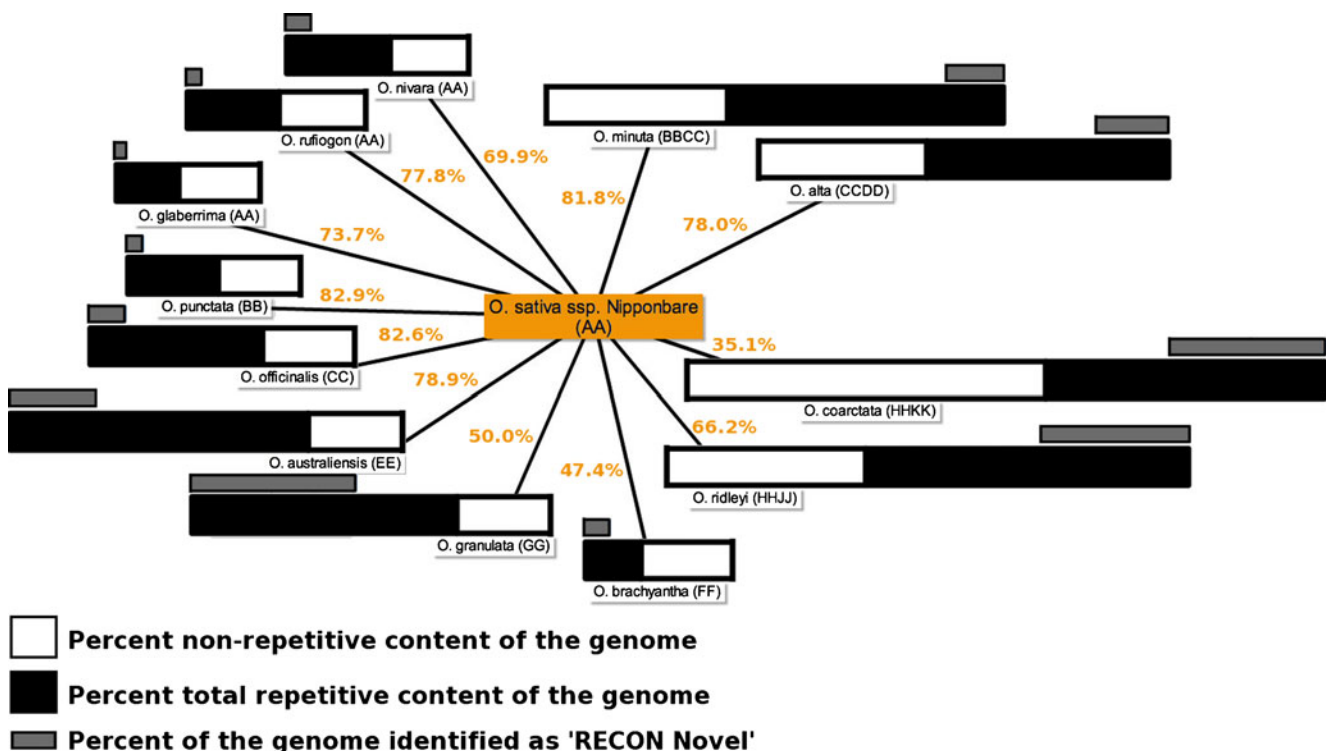 O. nivara (AA)
O. rufiogon (AA)
O. minuta (BBCC)
69.9%
77.8%
81.8%
O. alta (CCDD)
O. glaberrima (AA)
73.7%
78.0%
O. punctata (BB)
82.9%
O. sativa ssp. Nipponbare
(AA)
82.6%
35.1%
O. officinalis (CC)
78.9%
O. coarctata (HHKK)
50.0%
66.2%
O. australiensis (EE)
47.4%
O. ridleyi (HHJJ)
O. granulata (GG)
O. brachyantha (FF)
Percent non-repetitive content of the genome
Percent total repetitive content of the genome
Percent of the genome identified as 'RECON Novel'